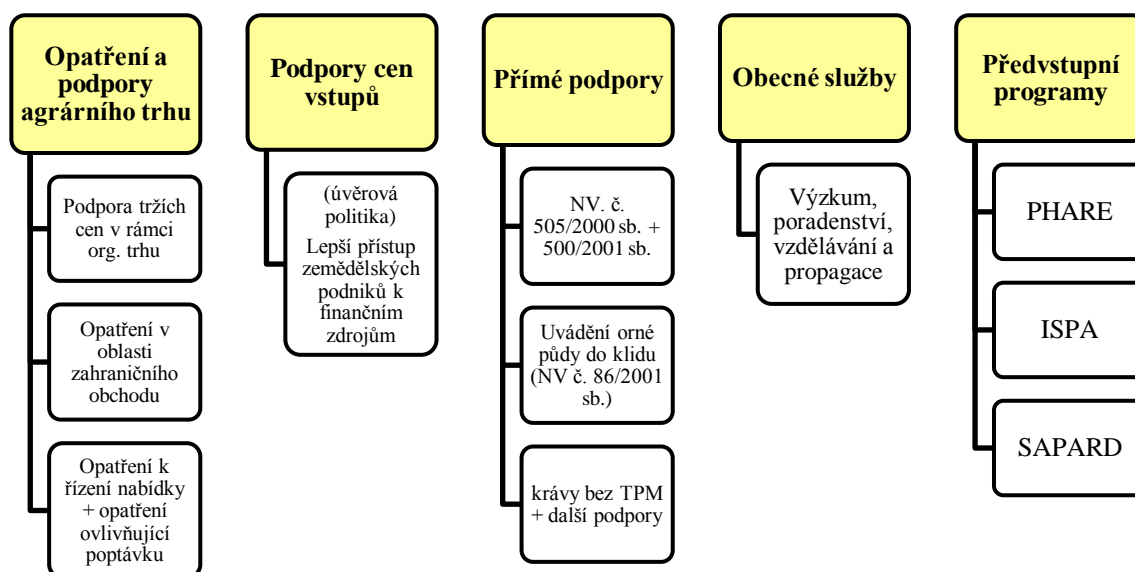 Opatření a
podpory
agrárního trhu
Podpora tržích
cen v rámci
org. trhu
Opatření v
oblasti
zahraničního
obchodu
Opatření k
řízení nabídky
+ opatření
ovlivňující
poptávku
Podpory cen
vstupů
(úvěrová
politika)
Lepší přístup
zemědělských
podniků k
finančním
zdrojům
Přímé podpory
NV. č.
505/2000 sb. +
500/2001 sb.
Uvádění orné
půdy do klidu
(NV č. 86/2001
sb.)
krávy bez TPM
+ další podpory
Obecné služby
Výzkum,
poradenství,
vzdělávání a
propagace
Předvstupní
programy
PHARE
ISPA
SAPARD